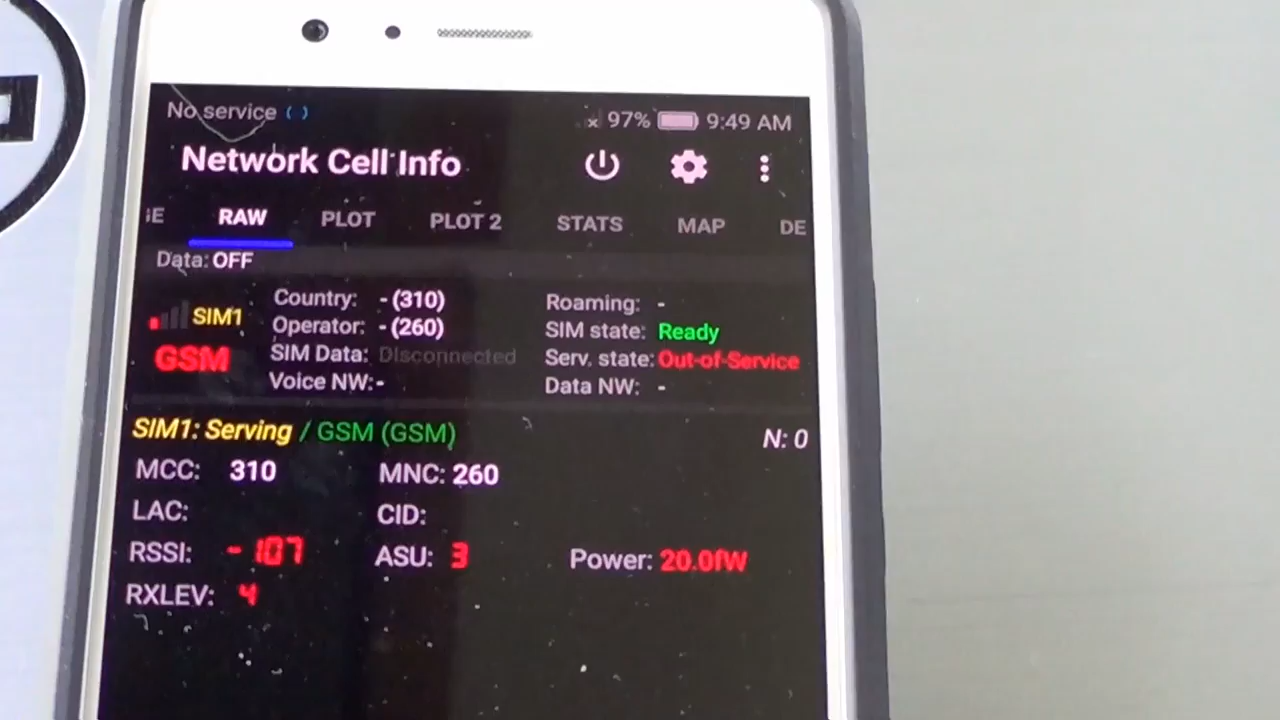 No service 97% 9:49 AM
Network Cell Info
GE RAW PLOT PLOT 2 STATS MAP DE
Data: OFF
SIM1
GSM
Country: - (310)
Operator: - (260)
SIM Data: Disconnected
Voice NW: -
Roaming: -
SIM state: Ready
Serv. state: Out-of-Service
Data NW: -
SIM1: Serving / GSM (GSM) N: 0
MCC: 310 MNC: 260
LAC: CID:
RSSI: -107 ASU: 3 Power: 20.0fW
RXLEV: 4